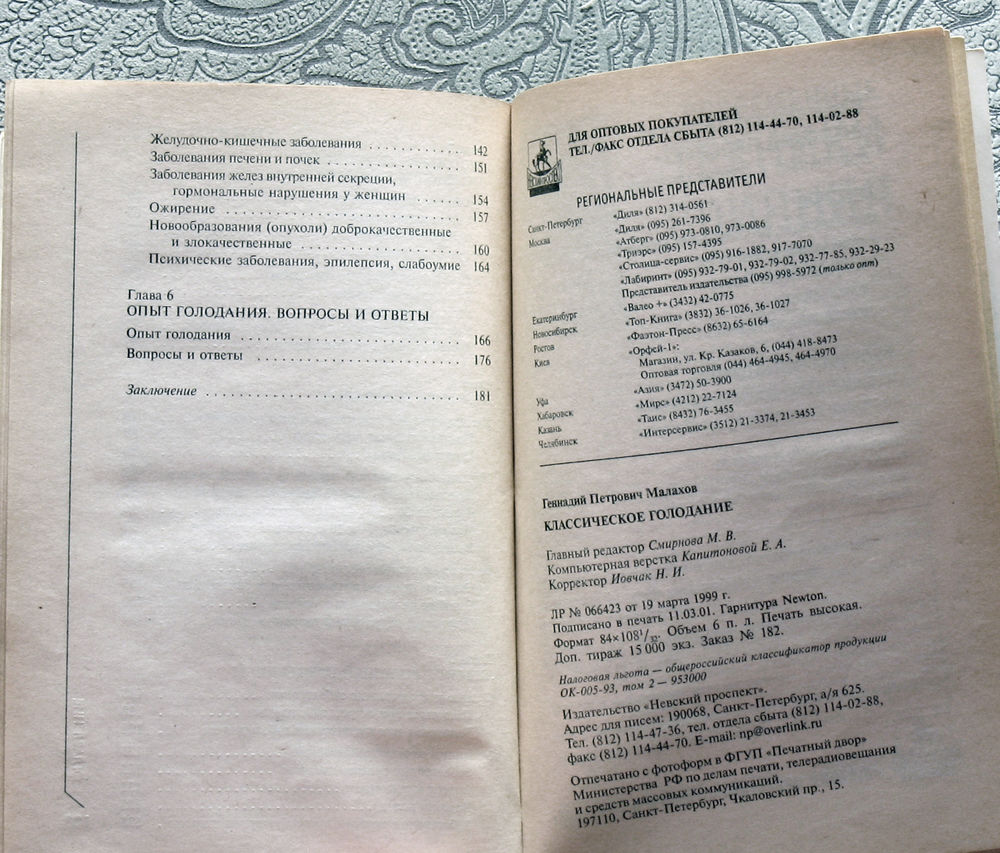 Желудочно-кишечные заболевания . . . . . . . . . . . . 142
Заболевания печени и почек . . . . . . . . . . . . . . . . . 151
Заболевания желез внутренней секреции,
гормональные нарушения у женщин . . . . . . 154
Ожирение . . . . . . . . . . . . . . . . . . . . . . . . . . . . . . 157
Новообразования (опухоли) доброкачественные
и злокачественные . . . . . . . . . . . . . . . . . . . . 160
Психические заболевания, эпилепсия, слабоумие 164
Глава 6
ОПЫТ ГОЛОДАНИЯ. ВОПРОСЫ И ОТВЕТЫ
Опыт голодания . . . . . . . . . . . . . . . . . . . . . . . . . 166
Вопросы и ответы . . . . . . . . . . . . . . . . . . . . . . . . 176
Заключение . . . . . . . . . . . . . . . . . . . . . . . . . . . . . 181
ДЛЯ ОПТОВЫХ ПОКУПАТЕЛЕЙ
ТЕЛ./ФАКС ОТДЕЛА СБЫТА (812) 114-44-70, 114-02-88
РЕГИОНАЛЬНЫЕ ПРЕДСТАВИТЕЛИ
Санкт-Петербург «Диля» (812) 314-0561
Москва «Диля» (095) 261-7396
«Атберг» (095) 973-0810, 973-0086
«Триэрс» (095) 157-4395
«Столица-сервис» (095) 916-1882, 917-7070
«Лабиринт» (095) 932-79-01, 932-79-02, 932-77-85, 932-29-23
Представитель издательства (095) 998-5972 (только опт)
Екатеринбург «Валео +» (3432) 42-0775
Новосибирск «Топ-Книга» (3832) 36-1026, 36-1027
Ростов «Фаэтон-Пресс» (8632) 65-6164
Киев «Орфей-1»:
Магазин, ул. Кр. Казаков, 6, (044) 418-8473
Оптовая торговля (044) 464-4945, 464-4970
Уфа «Азия» (3472) 50-3900
Хабаровск «Мирс» (4212) 22-7124
Казань «Таис» (8432) 76-3455
Челябинск «Интерсервис» (3512) 21-3374, 21-3453
Геннадий Петрович Малахов
КЛАССИЧЕСКОЕ ГОЛОДАНИЕ
Главный редактор Смирнова М. В.
Компьютерная верстка Капитоновой Е. А.
Корректор Иовчак Н. И.
ЛР № 066423 от 19 марта 1999 г.
Подписано в печать 11.03.01. Гарнитура Newton.
Формат 84×108¹/₃₂. Объем 6 п. л. Печать высокая.
Доп. тираж 15 000 экз. Заказ № 182.
Налоговая льгота — общероссийский классификатор продукции
ОК-005-93, том 2 — 953000
Издательство «Невский проспект».
Адрес для писем: 190068, Санкт-Петербург, а/я 625.
Тел. (812) 114-47-36, тел. отдела сбыта (812) 114-02-88,
факс (812) 114-44-70. E-mail: np@overlink.ru
Отпечатано с фотоформ в ФГУП «Печатный двор»
Министерства РФ по делам печати, телерадиовещания
и средств массовых коммуникаций.
197110, Санкт-Петербург, Чкаловский пр., 15.